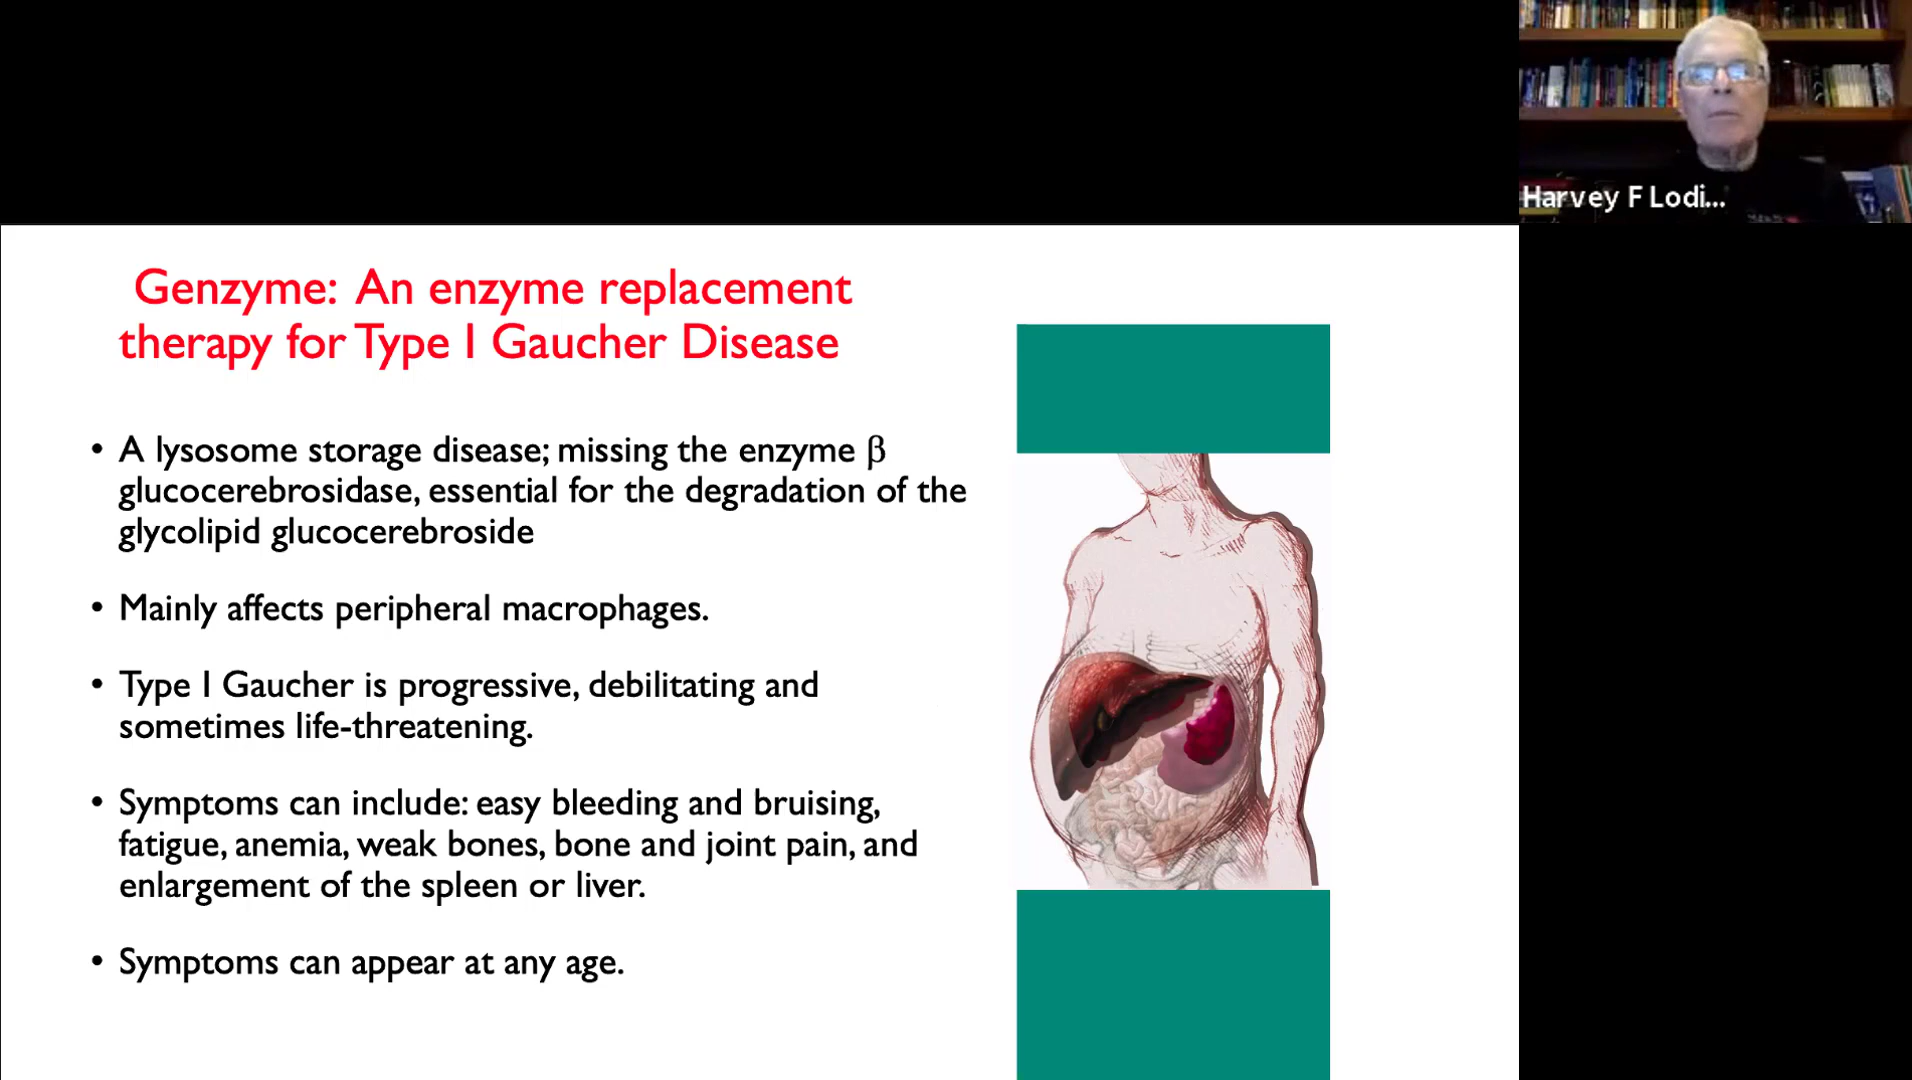 Harvey F Lodi...
Genzyme: An enzyme replacement
therapy for Type I Gaucher Disease
• A lysosome storage disease; missing the enzyme β
glucocerebrosidase, essential for the degradation of the
glycolipid glucocerebroside
• Mainly affects peripheral macrophages.
• Type I Gaucher is progressive, debilitating and
sometimes life-threatening.
• Symptoms can include: easy bleeding and bruising,
fatigue, anemia, weak bones, bone and joint pain, and
enlargement of the spleen or liver.
• Symptoms can appear at any age.